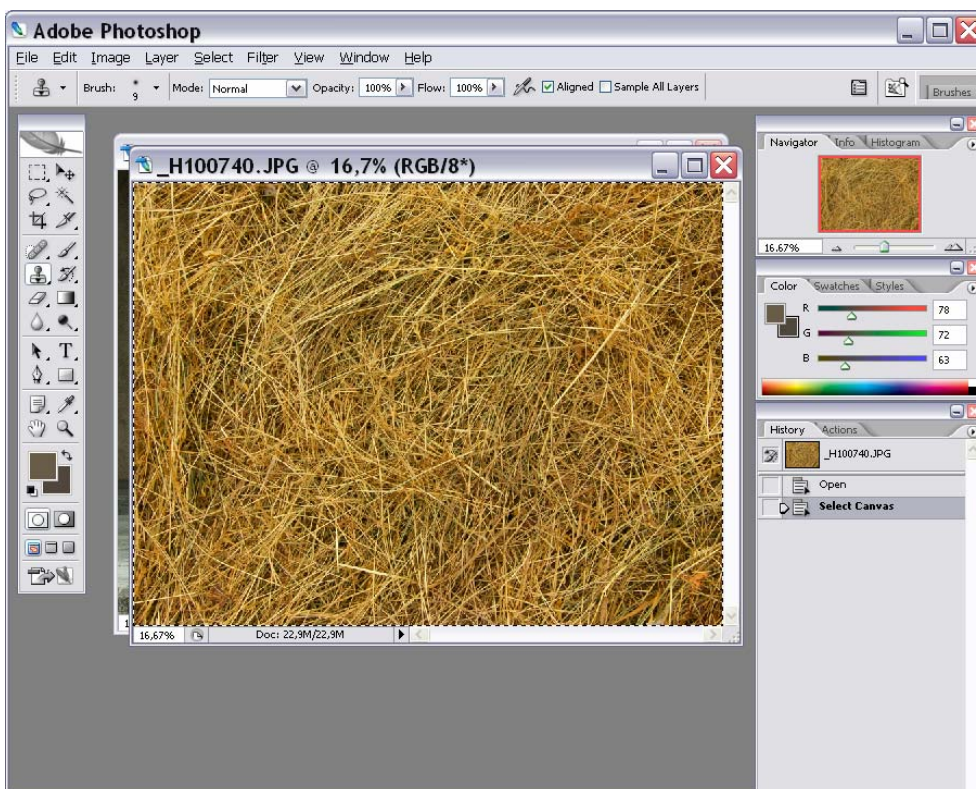 Adobe Photoshop
File Edit Image Layer Select Filter View Window Help
Brush: 9 Mode: Normal Opacity: 100% Flow: 100% Aligned Sample All Layers Brushes
_H100740.JPG @ 16,7% (RGB/8*)
16,67% Doc: 22,9M/22,9M
Navigator Info Histogram
16.67%
Color Swatches Styles
R 78
G 72
B 63
History Actions
_H100740.JPG
Open
Select Canvas